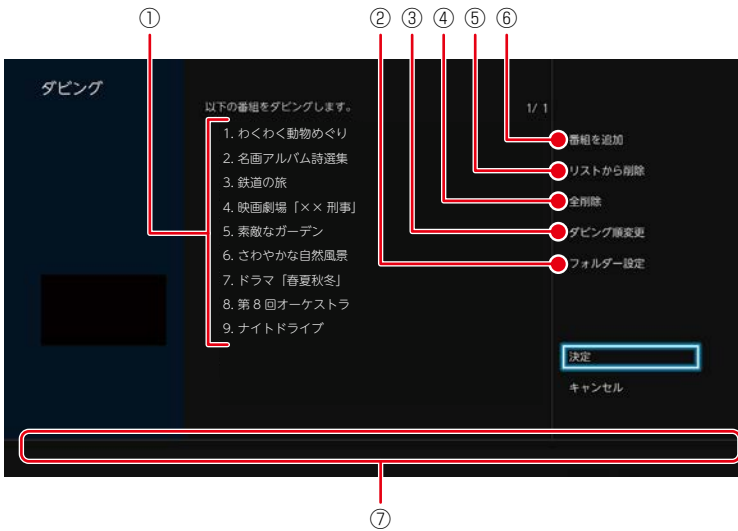 ① ② ③ ④ ⑤ ⑥
ダビング
以下の番組をダビングします。
1/ 1
1. わくわく動物めぐり
2. 名画アルバム詩選集
3. 鉄道の旅
4. 映画劇場「×× 刑事」
5. 素敵なガーデン
6. さわやかな自然風景
7. ドラマ「春夏秋冬」
8. 第 8 回オーケストラ
9. ナイトドライブ
番組を追加
リストから削除
全削除
ダビング順変更
フォルダー設定
決定
キャンセル
⑦